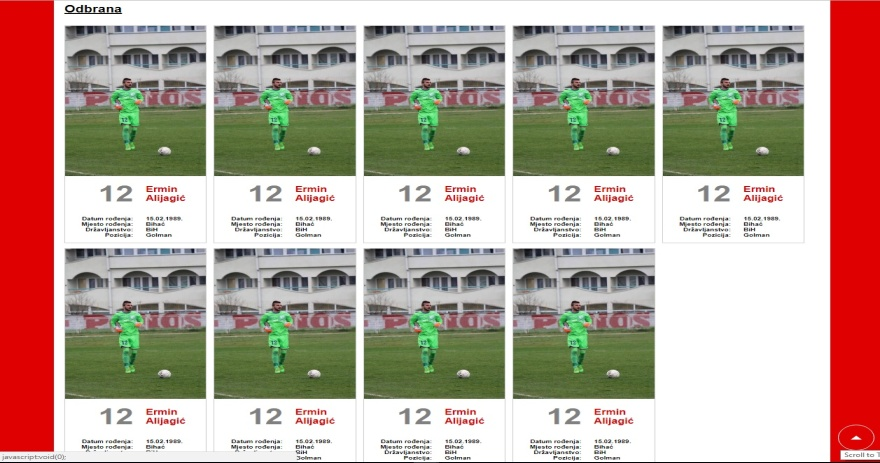 Odbrana
12 Ermin Alijagić
Datum rođenja: 15.02.1989.
Mjesto rođenja: Bihać
Državljanstvo: BiH
Pozicija: Golman
12 Ermin Alijagić
Datum rođenja: 15.02.1989.
Mjesto rođenja: Bihać
Državljanstvo: BiH
Pozicija: Golman
12 Ermin Alijagić
Datum rođenja: 15.02.1989.
Mjesto rođenja: Bihać
Državljanstvo: BiH
Pozicija: Golman
12 Ermin Alijagić
Datum rođenja: 15.02.1989.
Mjesto rođenja: Bihać
Državljanstvo: BiH
Pozicija: Golman
12 Ermin Alijagić
Datum rođenja: 15.02.1989.
Mjesto rođenja: Bihać
Državljanstvo: BiH
Pozicija: Golman
12 Ermin Alijagić
Datum rođenja: 15.02.1989.
Mjesto rođenja: Bihać
12 Ermin Alijagić
Datum rođenja: 15.02.1989.
Mjesto rođenja: Bihać
BiH
12 Ermin Alijagić
Datum rođenja: 15.02.1989.
Mjesto rođenja: Bihać
Državljanstvo: BiH
Pozicija: Golman
12 Ermin Alijagić
Datum rođenja: 15.02.1989.
Mjesto rođenja: Bihać
Državljanstvo: BiH
Pozicija: Golman
javascript:void(0);
Scroll to T